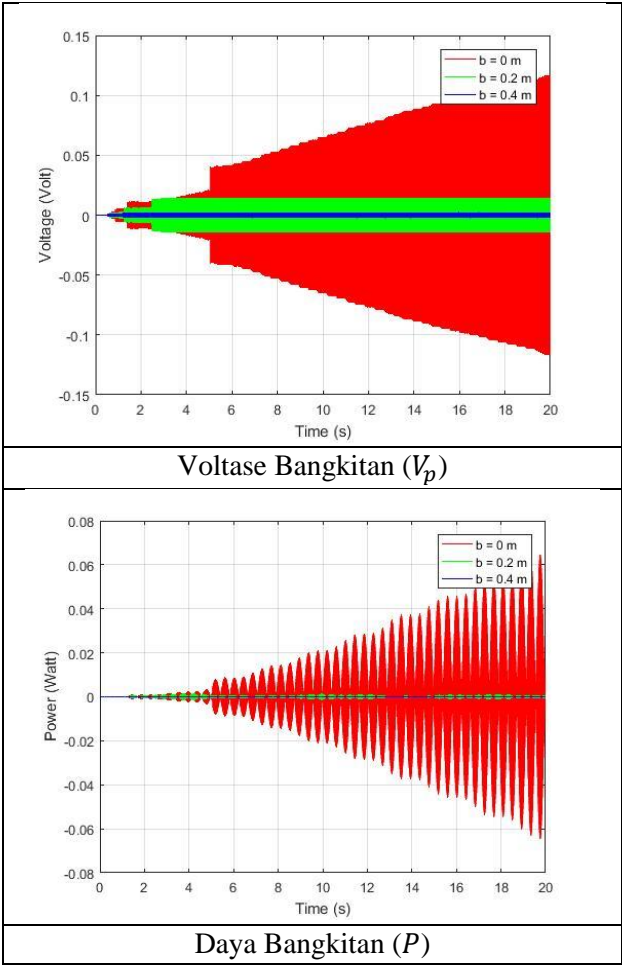 0.15
0.1
0.05
0
-0.05
-0.1
-0.15
Voltage (Volt)
b = 0 m
b = 0.2 m
b = 0.4 m
0 2 4 6 8 10 12 14 16 18 20
Time (s)
Voltase Bangkitan (Vₚ)
0.08
0.06
0.04
0.02
0
-0.02
-0.04
-0.06
-0.08
Power (Watt)
b = 0 m
b = 0.2 m
b = 0.4 m
0 2 4 6 8 10 12 14 16 18 20
Time (s)
Daya Bangkitan (P)